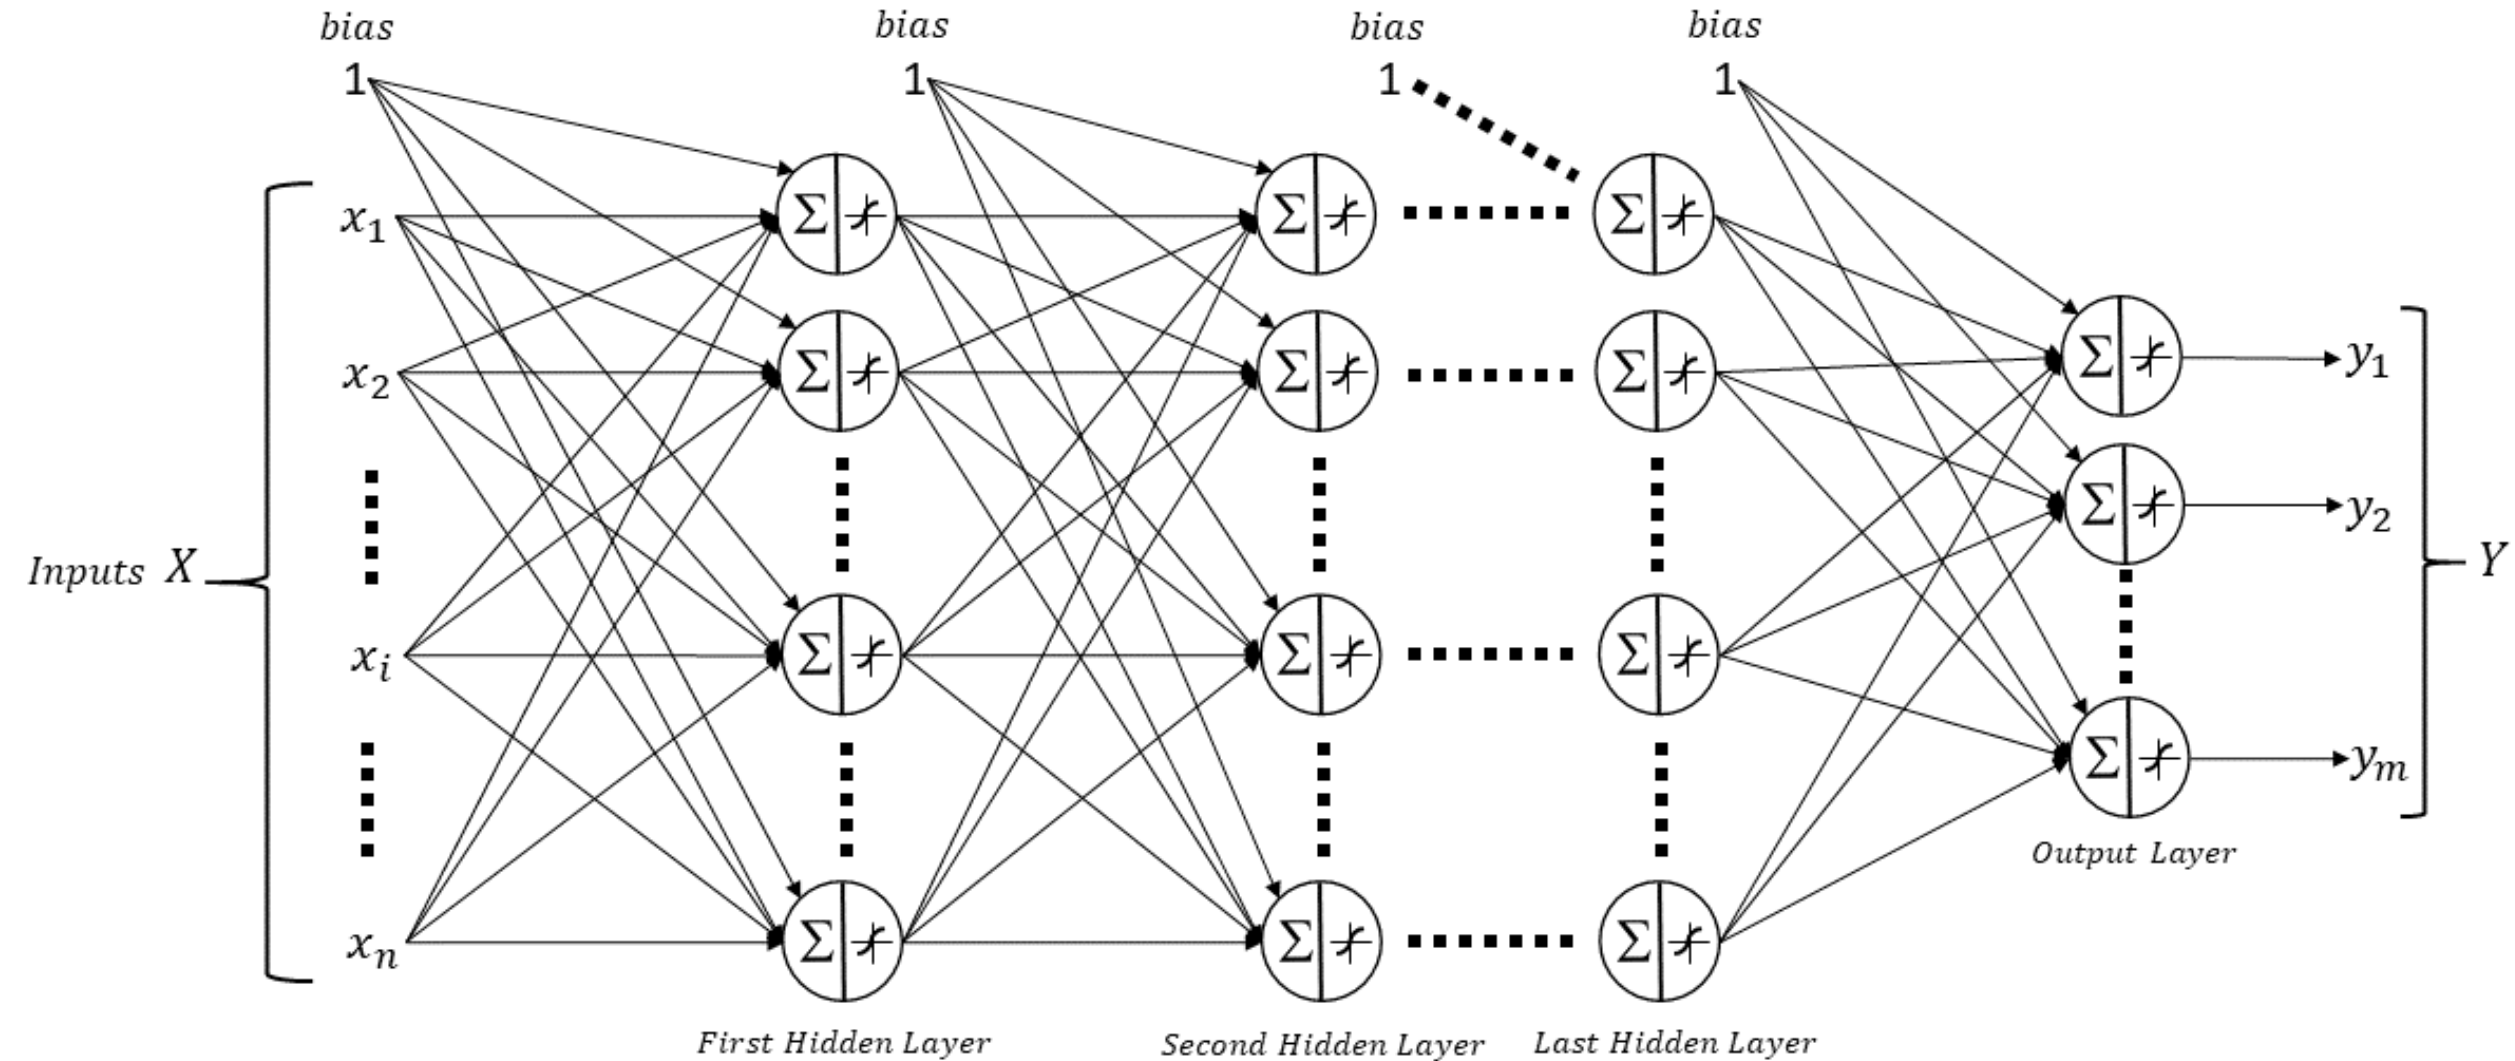 bias bias bias bias
1 1 1 1
x₁ Σ Σ Σ
Σ y₁
x₂ Σ Σ Σ
Σ y₂
Inputs X Y
xᵢ Σ Σ Σ
Σ yₘ
Output Layer
xₙ Σ Σ Σ
First Hidden Layer Second Hidden Layer Last Hidden Layer